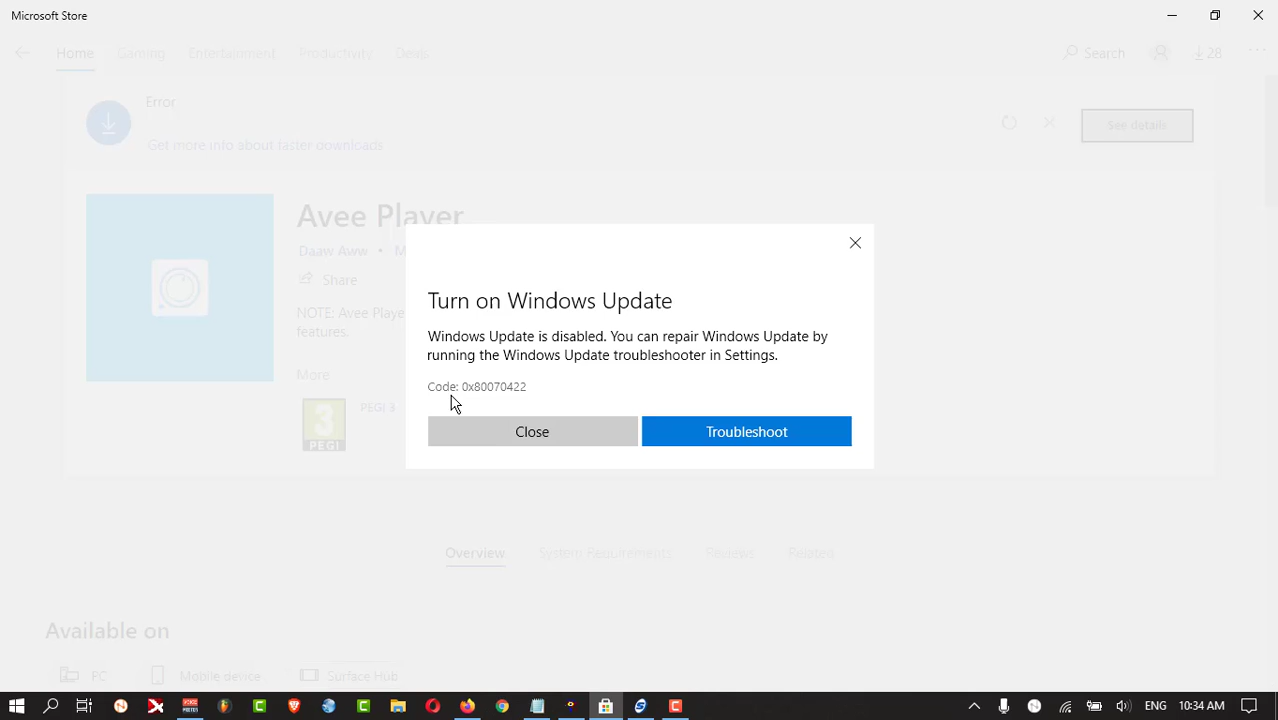 Microsoft Store
Home Gaming Entertainment Productivity Deals Search 28
Error
Get more info about faster downloads
See details
Avee Player
Daaw Aww • M
Share
NOTE: Avee Playe
features.
More
3
PEGI
PEGI 3
Turn on Windows Update
Windows Update is disabled. You can repair Windows Update by
running the Windows Update troubleshooter in Settings.
Code: 0x80070422
Close Troubleshoot
Overview System Requirements Reviews Related
Available on
PC Mobile device Surface Hub
ENG 10:34 AM